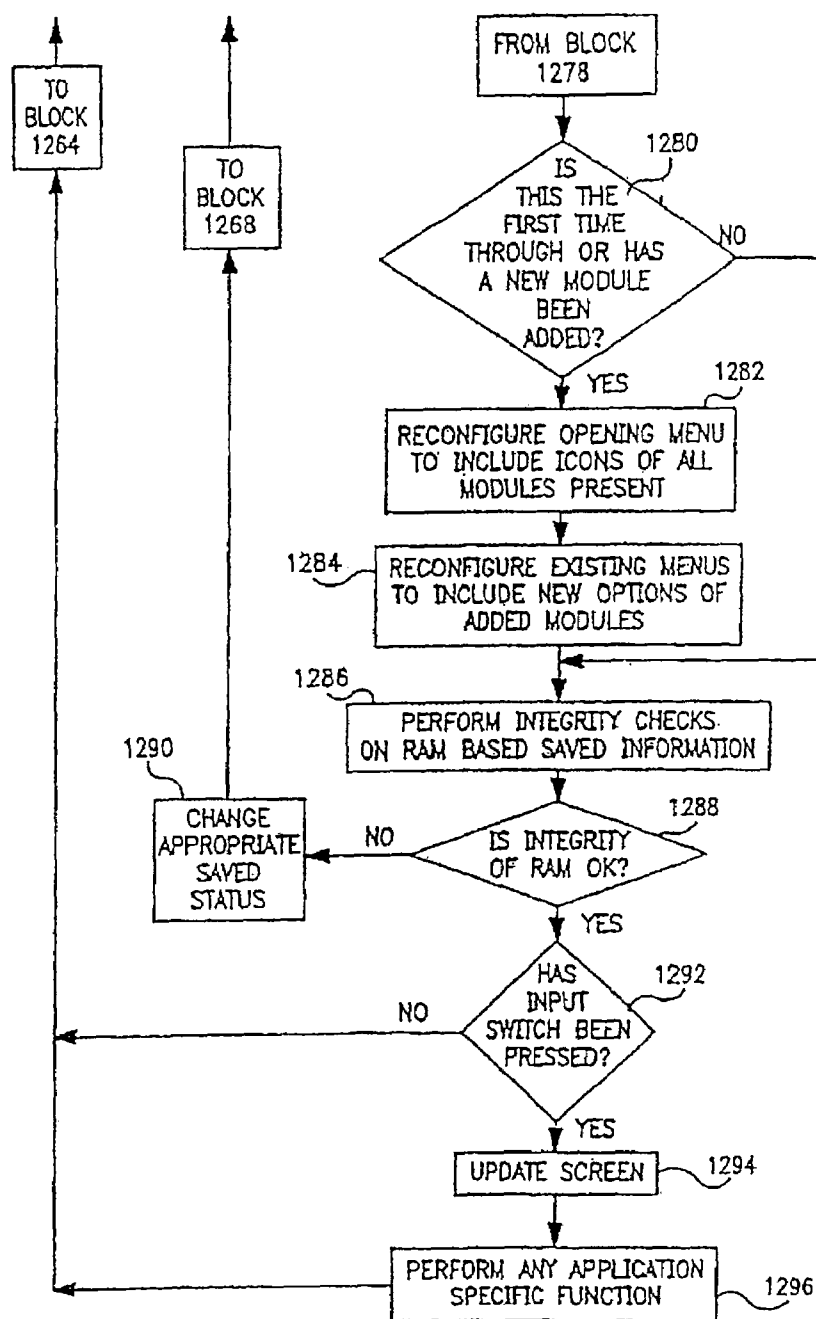 TO
BLOCK
1264
TO
BLOCK
1268
FROM BLOCK
1278
1280
IS
THIS THE
FIRST TIME
THROUGH OR HAS
A NEW MODULE
BEEN
ADDED?
NO
YES
1282
RECONFIGURE OPENING MENU
TO INCLUDE ICONS OF ALL
MODULES PRESENT
1284
RECONFIGURE EXISTING MENUS
TO INCLUDE NEW OPTIONS OF
ADDED MODULES
1286
PERFORM INTEGRITY CHECKS
ON RAM BASED SAVED INFORMATION
1290
CHANGE
APPROPRIATE
SAVED
STATUS
NO
1288
IS INTEGRITY
OF RAM OK?
YES
1292
HAS
INPUT
SWITCH BEEN
PRESSED?
NO
YES
UPDATE SCREEN
1294
PERFORM ANY APPLICATION
SPECIFIC FUNCTION
1296